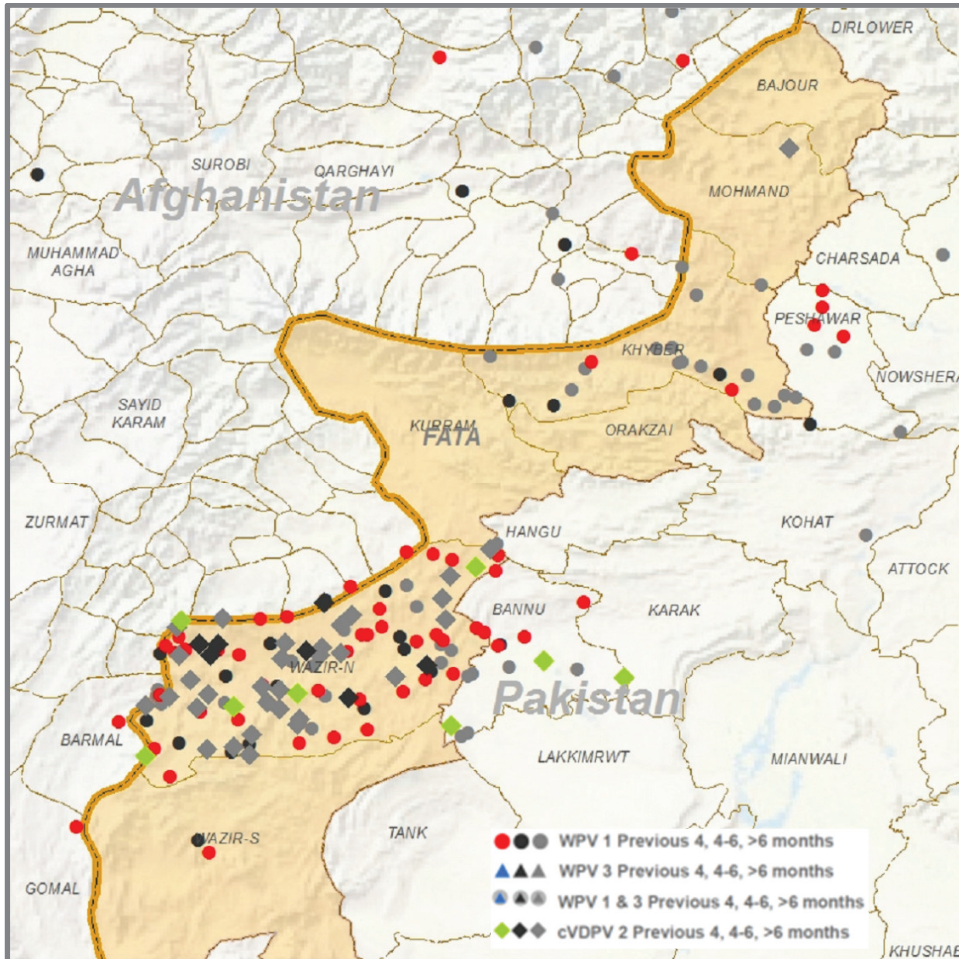 DIRLOWER
BAJOUR
SUROBI
QARGHAYI
Afghanistan
MOHMAND
MUHAMMAD
AGHA
CHARSADA
PESHAWAR
KHYBER
NOWSHERA
SAYID
KARAM
KURRAM
FATA
ORAKZAI
ZURMAT
HANGU
KOHAT
ATTOCK
BANNU
KARAK
WAZIR-N
Pakistan
BARMAL
LAKKIMRWT
MIANWALI
WAZIR-S
TANK
WPV 1 Previous 4, 4-6, >6 months
WPV 3 Previous 4, 4-6, >6 months
GOMAL
WPV 1 & 3 Previous 4, 4-6, >6 months
cVDPV 2 Previous 4, 4-6, >6 months
KHUSHAB